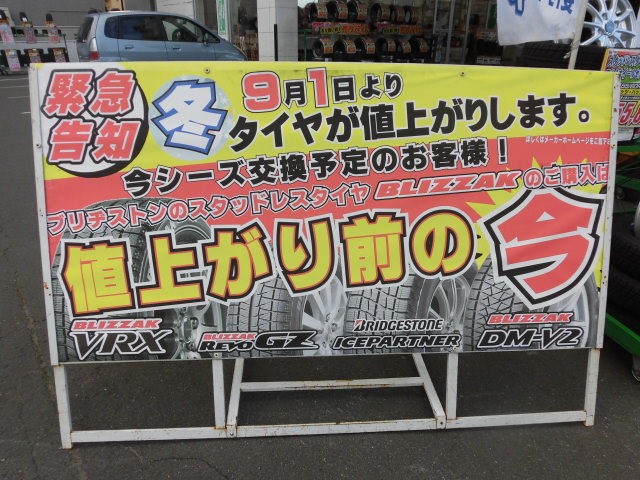 緊急
告知
9月1日より
冬タイヤが値上がりします。
今シーズン交換予定のお客様!
ブリヂストンのスタッドレスタイヤ BLIZZAK のご購入は
値上がり前の今
BLIZZAK
VRX
BLIZZAK
REVO GZ
BRIDGESTONE
ICEPARTNER
BLIZZAK
DM-V2